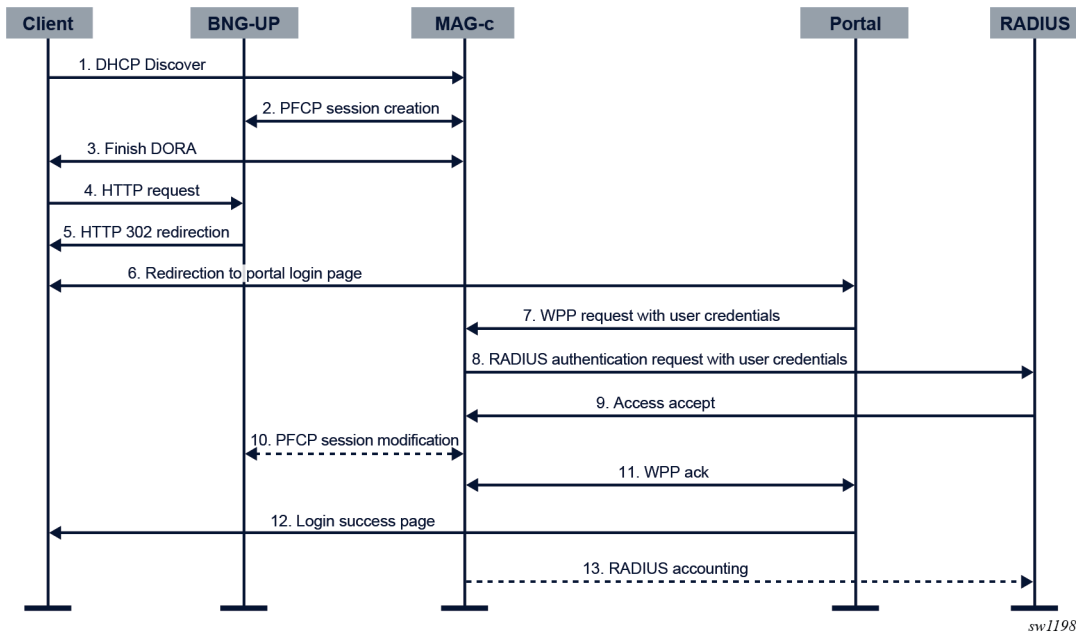 Client
BNG-UP
MAG-c
Portal
RADIUS
1. DHCP Discover
2. PFCP session creation
3. Finish DORA
4. HTTP request
5. HTTP 302 redirection
6. Redirection to portal login page
7. WPP request with user credentials
8. RADIUS authentication request with user credentials
9. Access accept
10. PFCP session modification
11. WPP ack
12. Login success page
13. RADIUS accounting
sw1198